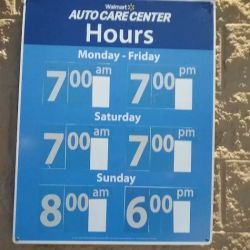 Walmart
AUTO CARE CENTER
Hours
Monday - Friday
7 00 am 7 00 pm
Saturday
7 00 am 7 00 pm
Sunday
8 00 am 6 00 pm